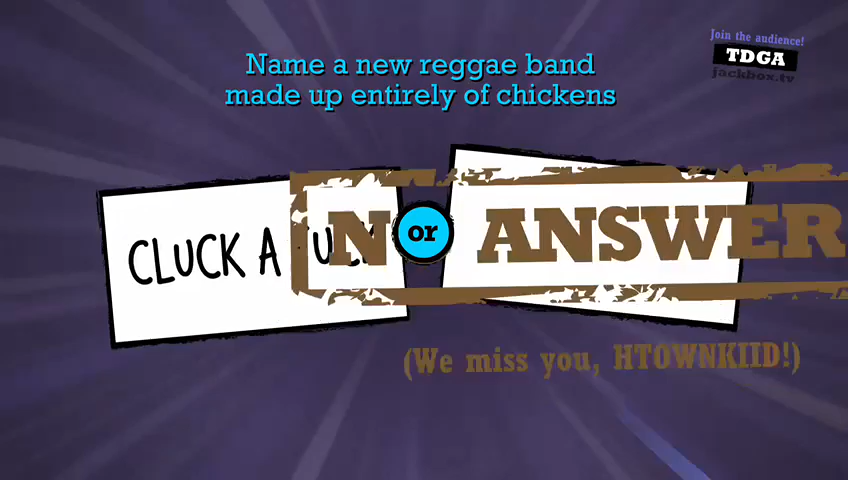 Join the audience!
TDGA
jackbox.tv
Name a new reggae band
made up entirely of chickens
CLUCK A
or
ANSWER
(We miss you, HTOWNKIID!)